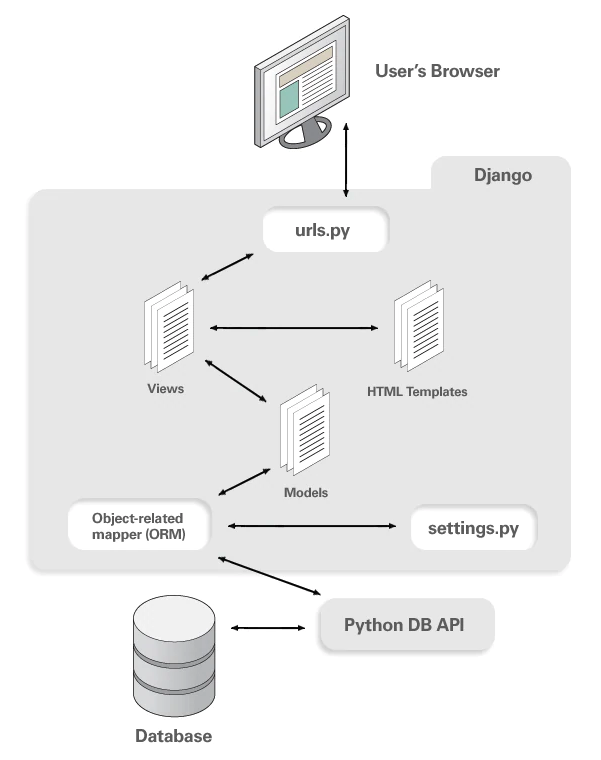 User's Browser
Django
urls.py
Views
HTML Templates
Models
Object-related
mapper (ORM)
settings.py
Python DB API
Database